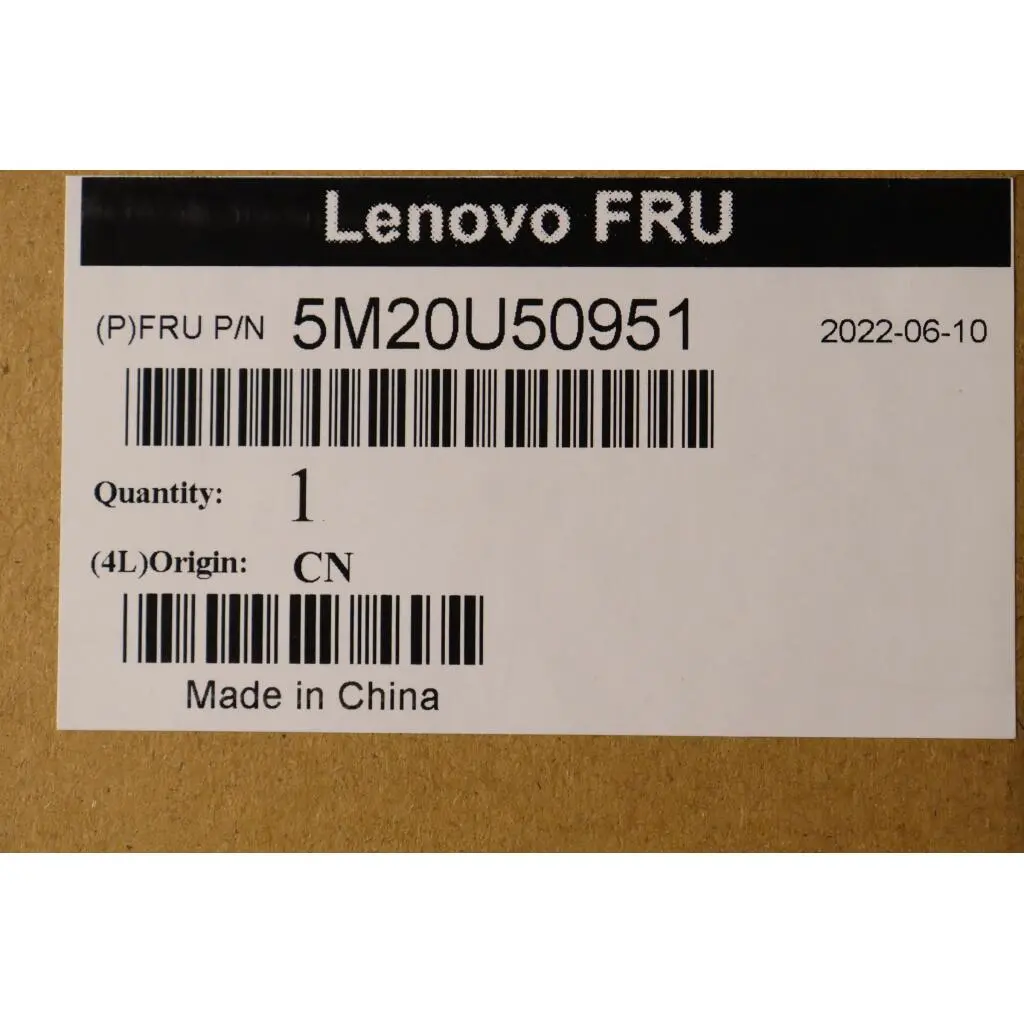 Lenovo FRU
(P)FRU P/N 5M20U50951 2022-06-10
Quantity: 1
(4L)Origin: CN
Made in China